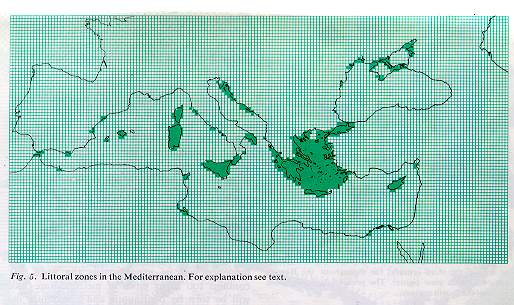 Fig. 5. Littoral zones in the Mediterranean. For explanation see text.